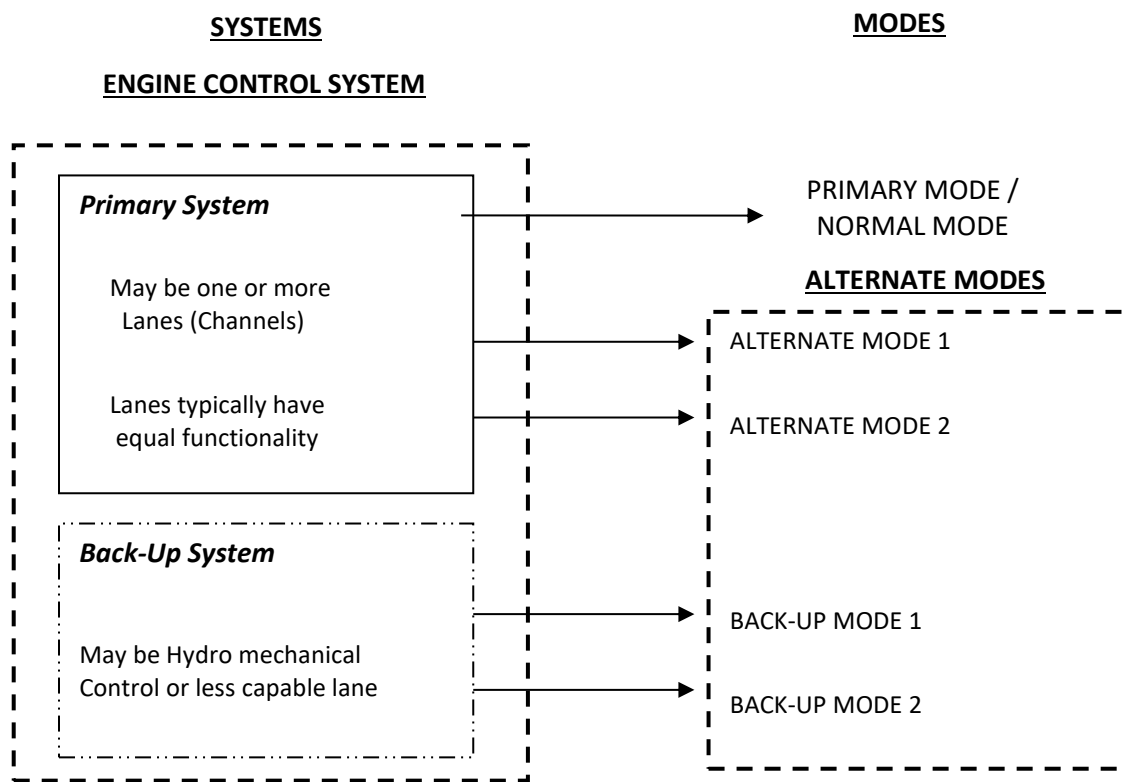 SYSTEMS
ENGINE CONTROL SYSTEM
Primary System
May be one or more
Lanes (Channels)
Lanes typically have
equal functionality
Back-Up System
May be Hydro mechanical
Control or less capable lane
MODES
PRIMARY MODE /
NORMAL MODE
ALTERNATE MODES
ALTERNATE MODE 1
ALTERNATE MODE 2
BACK-UP MODE 1
BACK-UP MODE 2